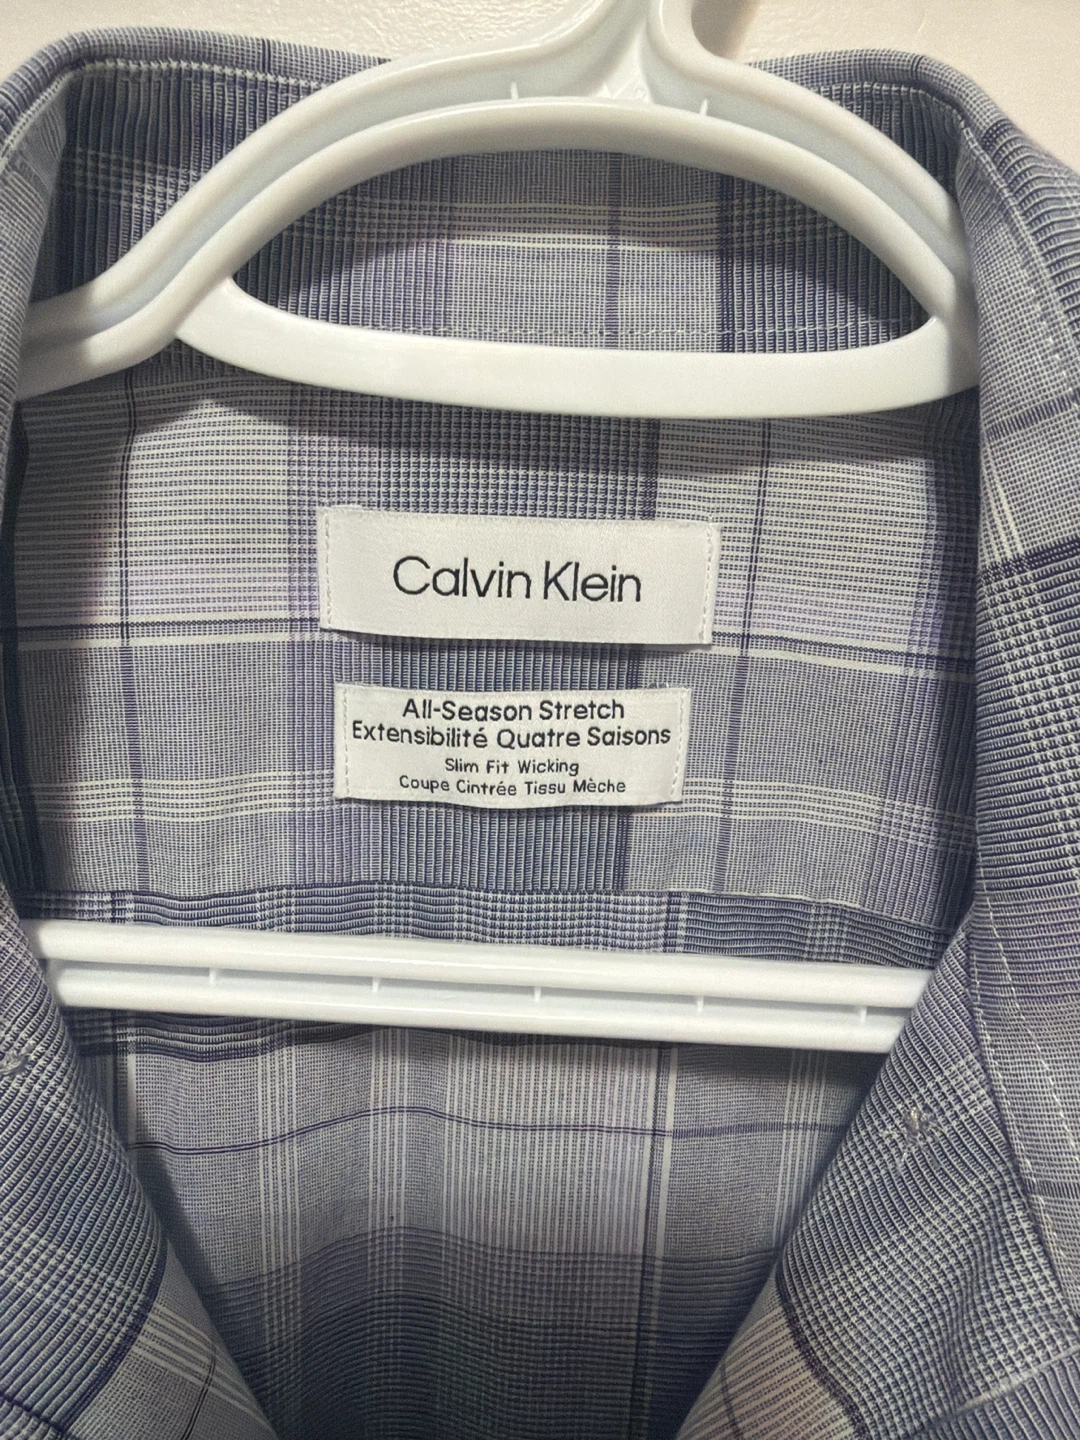 Calvin Klein
All-Season Stretch
Extensibilité Quatre Saisons
Slim Fit Wicking
Coupe Cintrée Tissu Mèche